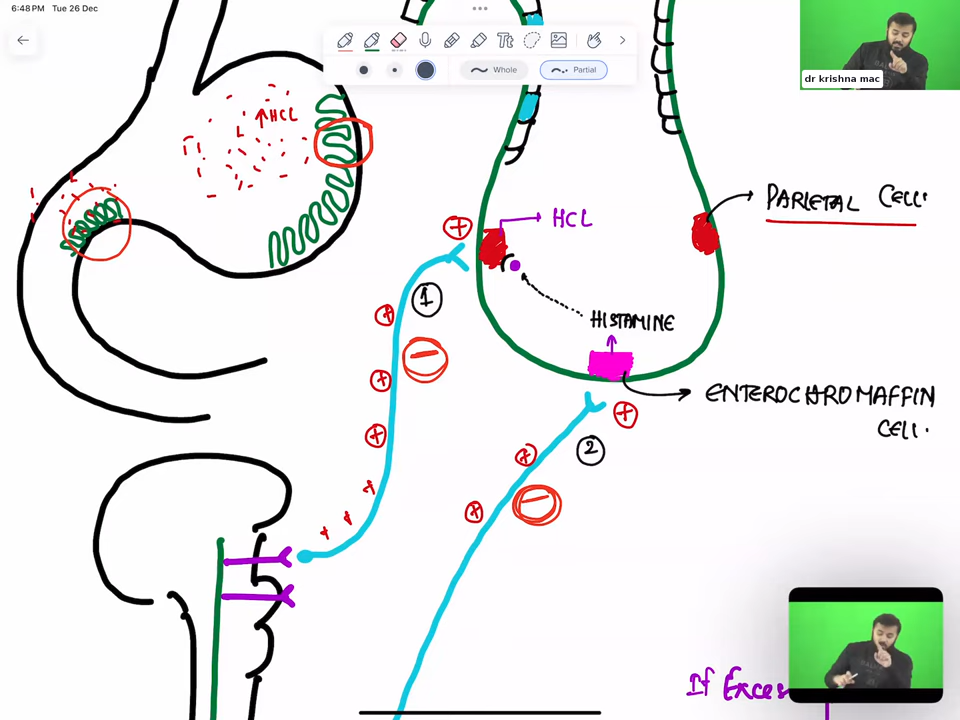 6:48 PM Tue 26 Dec
Tt
Whole
Partial
dr krishna mac
↑HCL
PARIETAL CELL.
HCL
+
1
−
HISTAMINE
ENTEROCHROMAFFIN
CELL.
+
2
−
If Exces